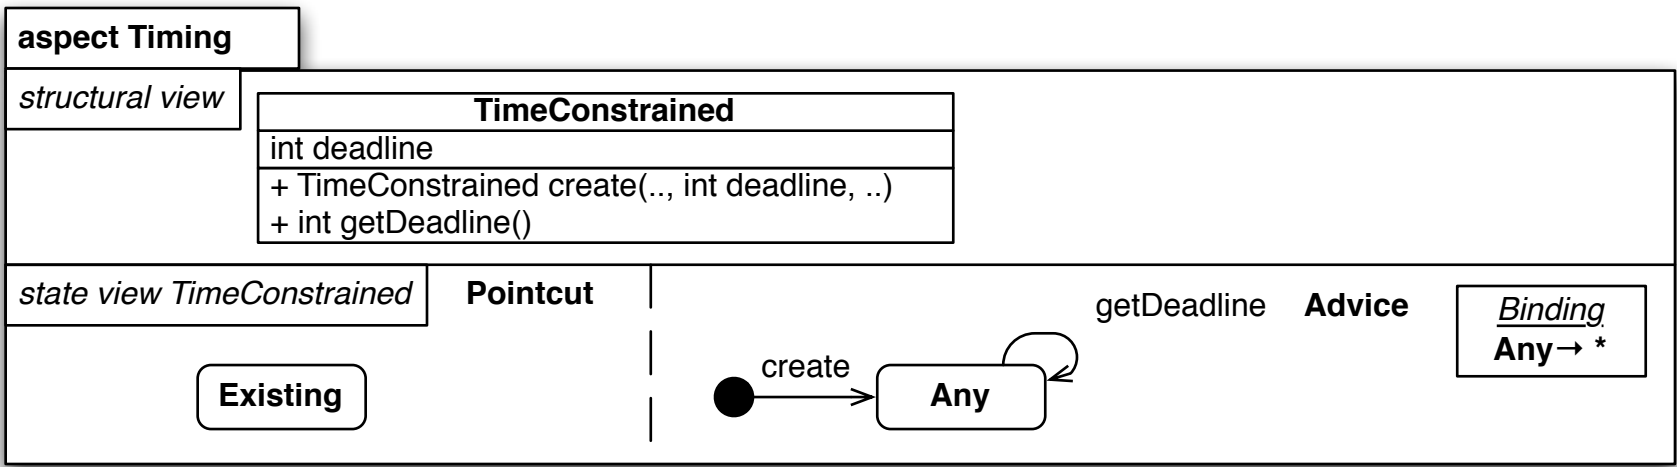 aspect Timing
structural view
TimeConstrained
int deadline
+ TimeConstrained create(.., int deadline, ..)
+ int getDeadline()
state view TimeConstrained
Pointcut
Existing
create
Any
getDeadline
Advice
Binding
Any→ *